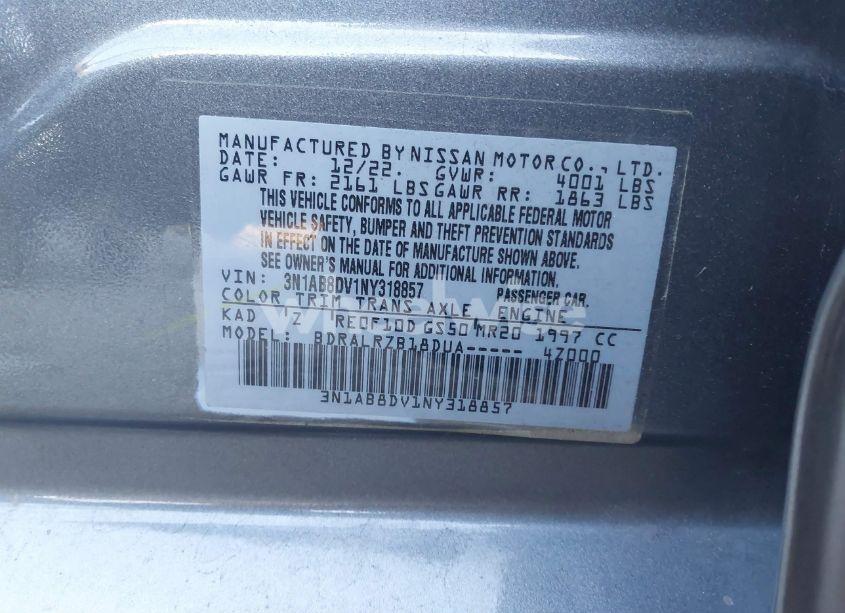 MANUFACTURED BY NISSAN MOTOR CO., LTD.
DATE: 12/22. GVWR: 4001 LBS
GAWR FR: 2161 LBS GAWR RR: 1863 LBS
THIS VEHICLE CONFORMS TO ALL APPLICABLE FEDERAL MOTOR
VEHICLE SAFETY, BUMPER AND THEFT PREVENTION STANDARDS
IN EFFECT ON THE DATE OF MANUFACTURE SHOWN ABOVE.
SEE OWNER'S MANUAL FOR ADDITIONAL INFORMATION.
VIN: 3N1AB8DV1NY318857 PASSENGER CAR.
COLOR TRIM TRANS AXLE ENGINE
KAD 'Z' RE0F10D GS50 MR20 1997 CC
MODEL: BDRALRZB18DUA----- 4Z000
3N1AB8DV1NY318857